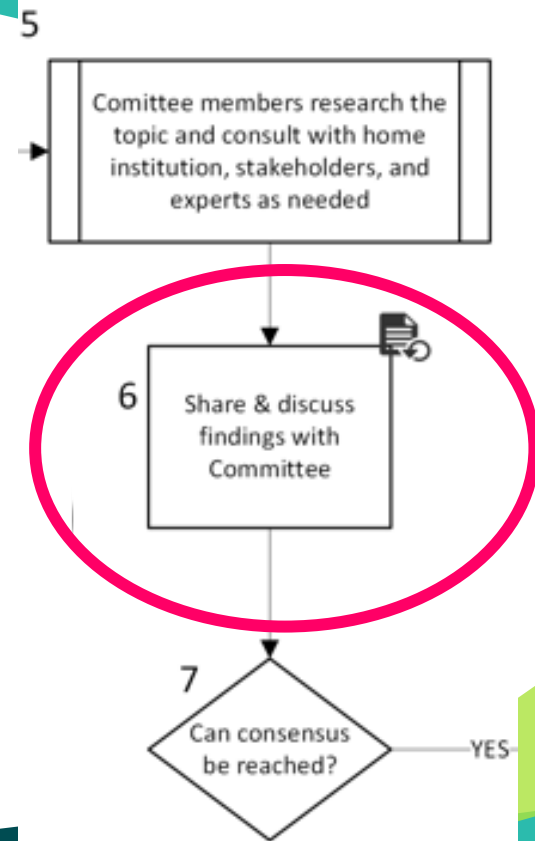 5
Comittee members research the
topic and consult with home
institution, stakeholders, and
experts as needed
6
Share & discuss
findings with
Committee
7
Can consensus
be reached?
YES